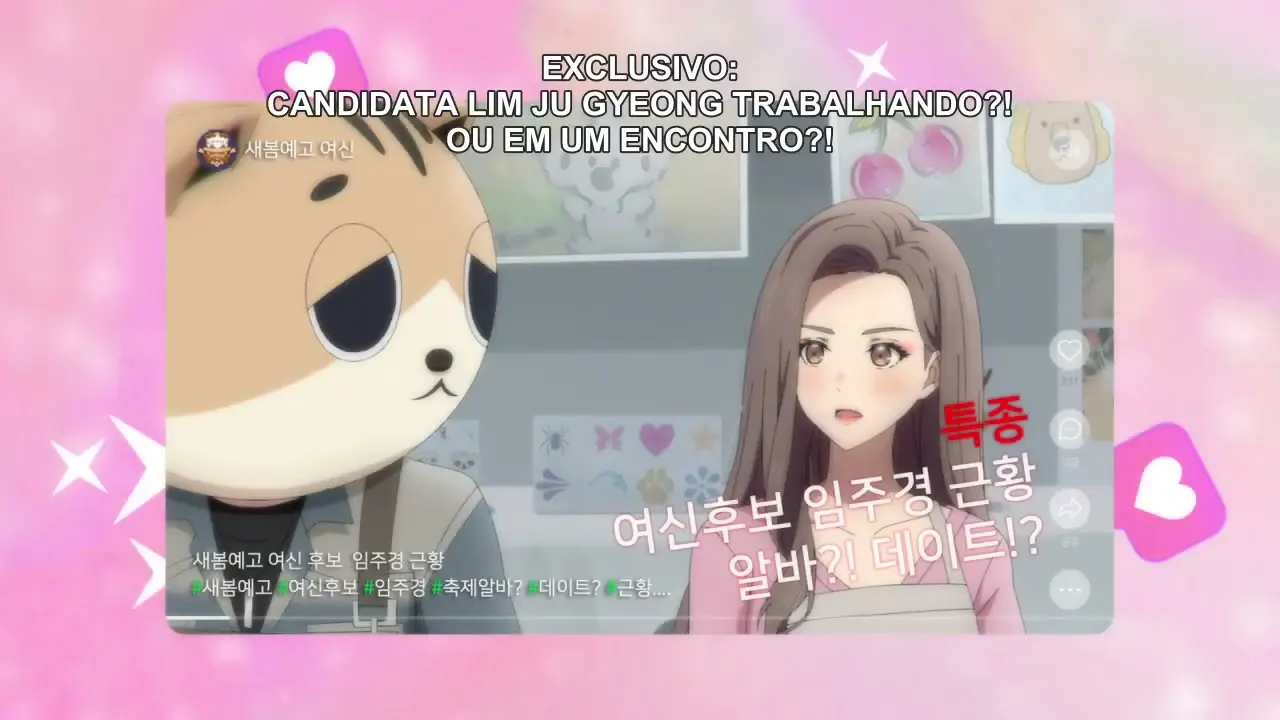 EXCLUSIVO:
CANDIDATA LIM JU GYEONG TRABALHANDO?!
OU EM UM ENCONTRO?!
새봄예고 여신
특종
여신후보 임주경 근황
알바?! 데이트!?
새봄예고 여신 후보 임주경 근황
#새봄예고 #여신후보 #임주경 #축제알바? #데이트? #근황....